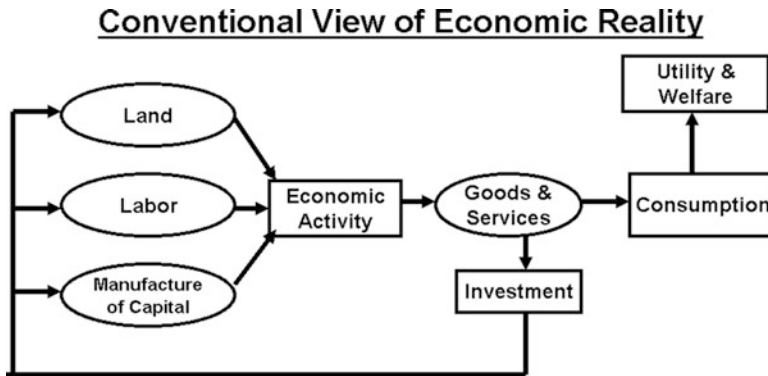 Conventional View of Economic Reality
Utility &
Welfare
Land
Labor
Manufacture
of Capital
Economic
Activity
Goods &
Services
Consumption
Investment